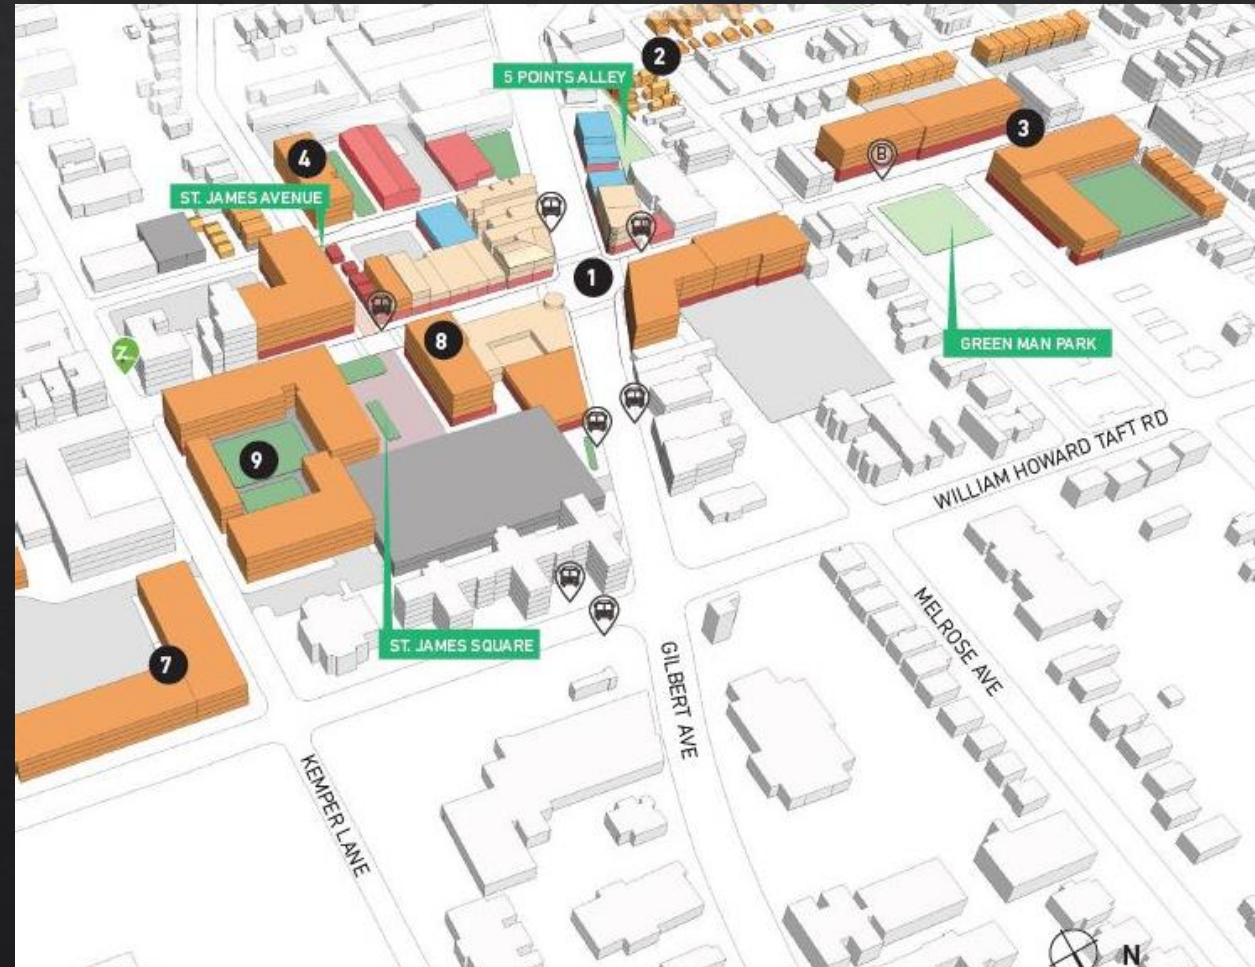 2
5 POINTS ALLEY
3
4
B
ST. JAMES AVENUE
1
8
GREEN MAN PARK
Z
9
WILLIAM HOWARD TAFT RD
MELROSE AVE
ST. JAMES SQUARE
7
GILBERT AVE
KEMPER LANE
N